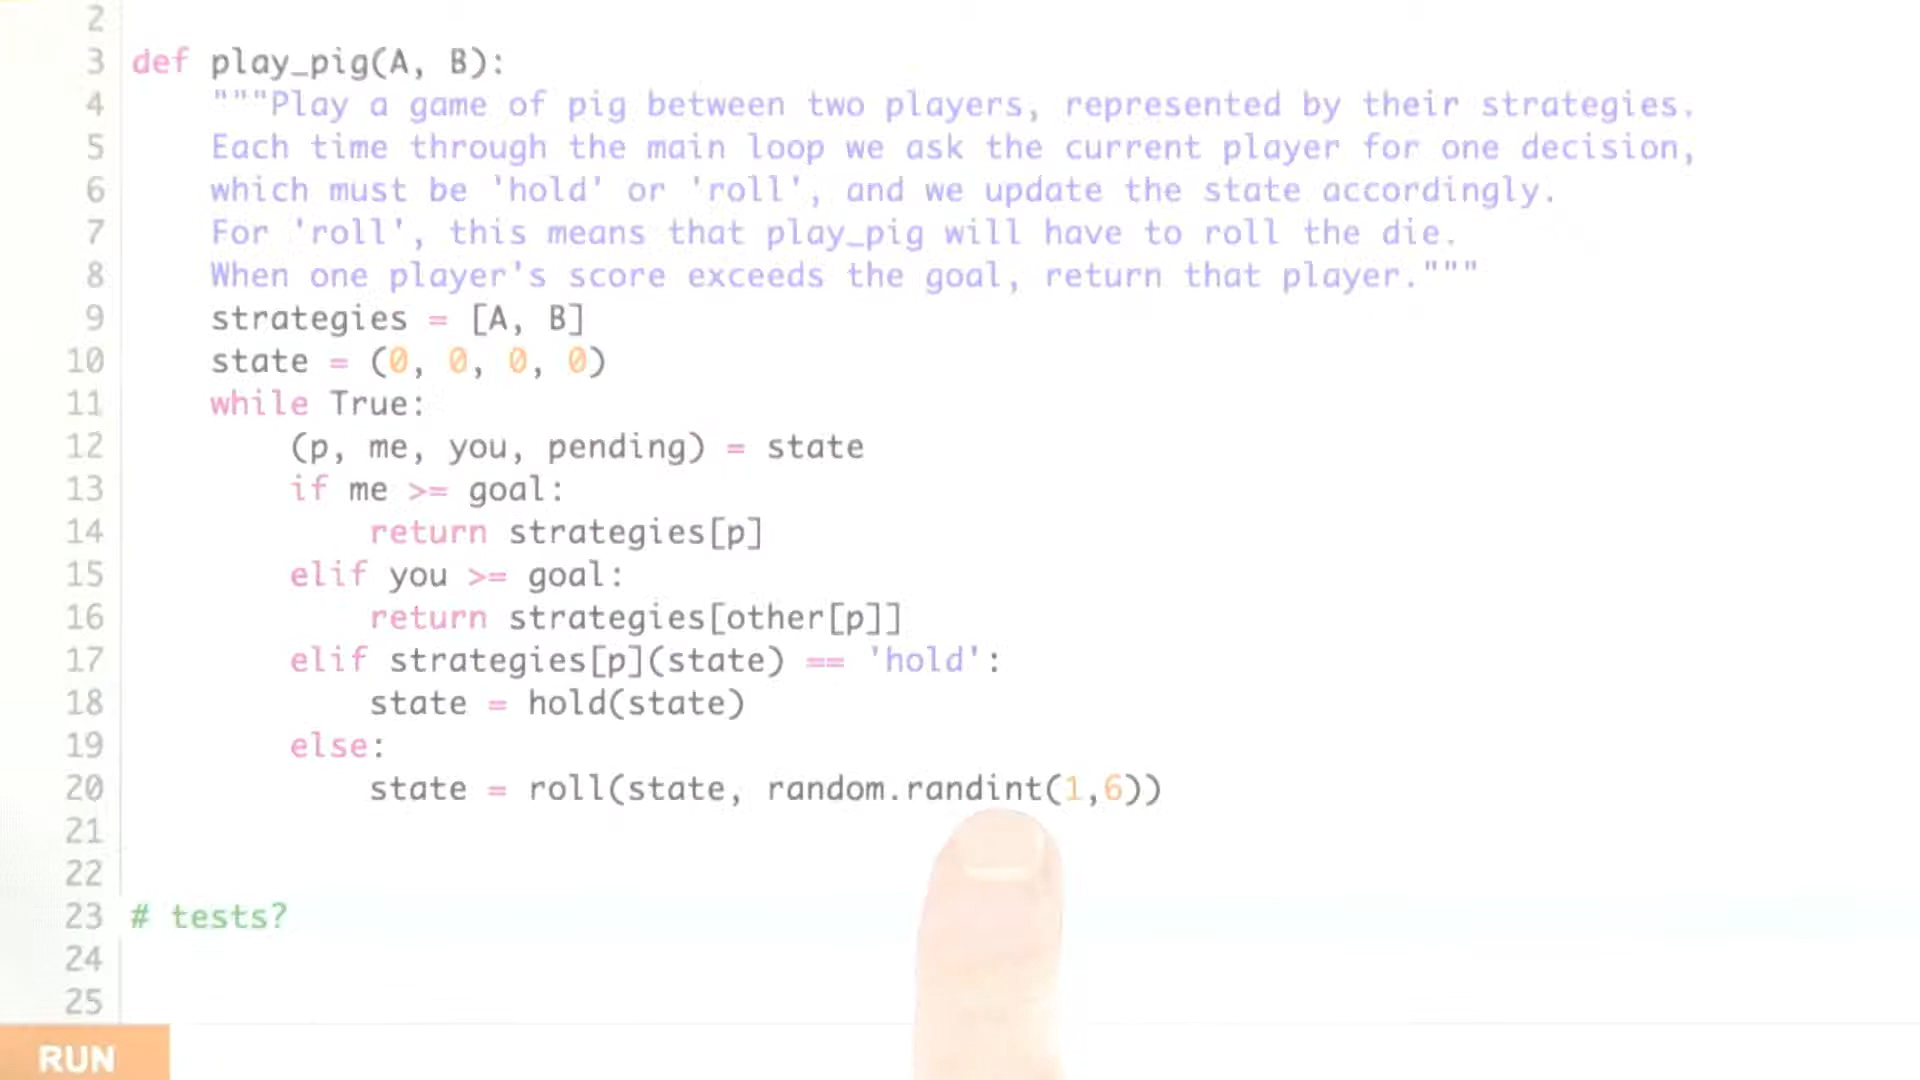 2
3 def play_pig(A, B):
4 """Play a game of pig between two players, represented by their strategies.
5 Each time through the main loop we ask the current player for one decision,
6 which must be 'hold' or 'roll', and we update the state accordingly.
7 For 'roll', this means that play_pig will have to roll the die.
8 When one player's score exceeds the goal, return that player."""
9 strategies = [A, B]
10 state = (0, 0, 0, 0)
11 while True:
12 (p, me, you, pending) = state
13 if me >= goal:
14 return strategies[p]
15 elif you >= goal:
16 return strategies[other[p]]
17 elif strategies[p](state) == 'hold':
18 state = hold(state)
19 else:
20 state = roll(state, random.randint(1,6))
21
22
23 # tests?
24
25
RUN